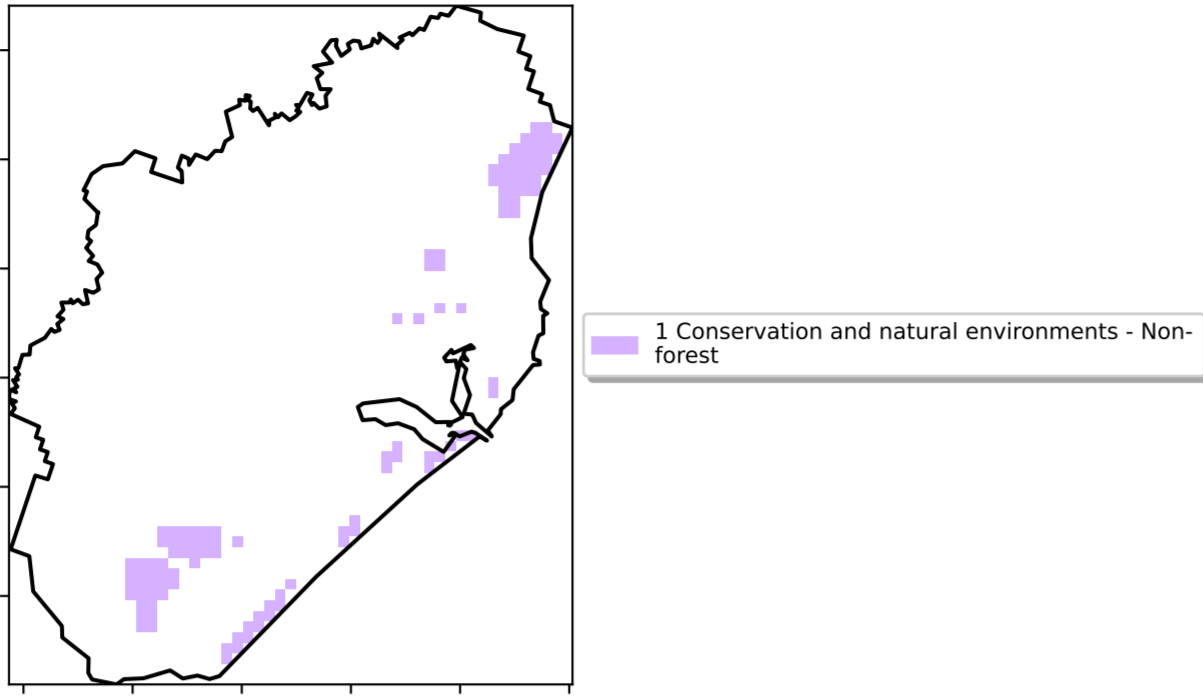 1 Conservation and natural environments - Non-
forest